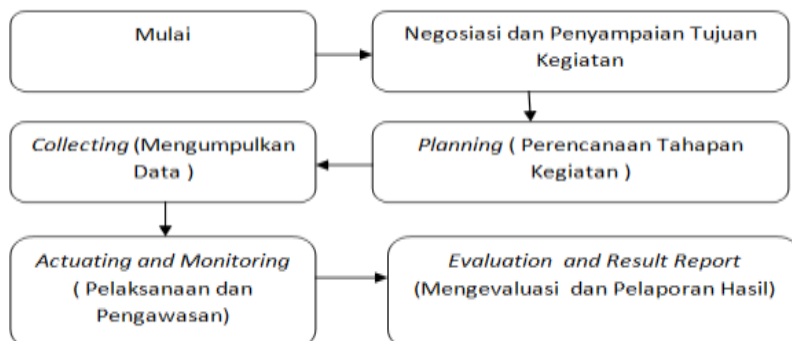 Mulai
Negosiasi dan Penyampaian Tujuan
Kegiatan
Planning ( Perencanaan Tahapan
Kegiatan )
Collecting (Mengumpulkan
Data )
Actuating and Monitoring
( Pelaksanaan dan
Pengawasan)
Evaluation and Result Report
(Mengevaluasi dan Pelaporan Hasil)